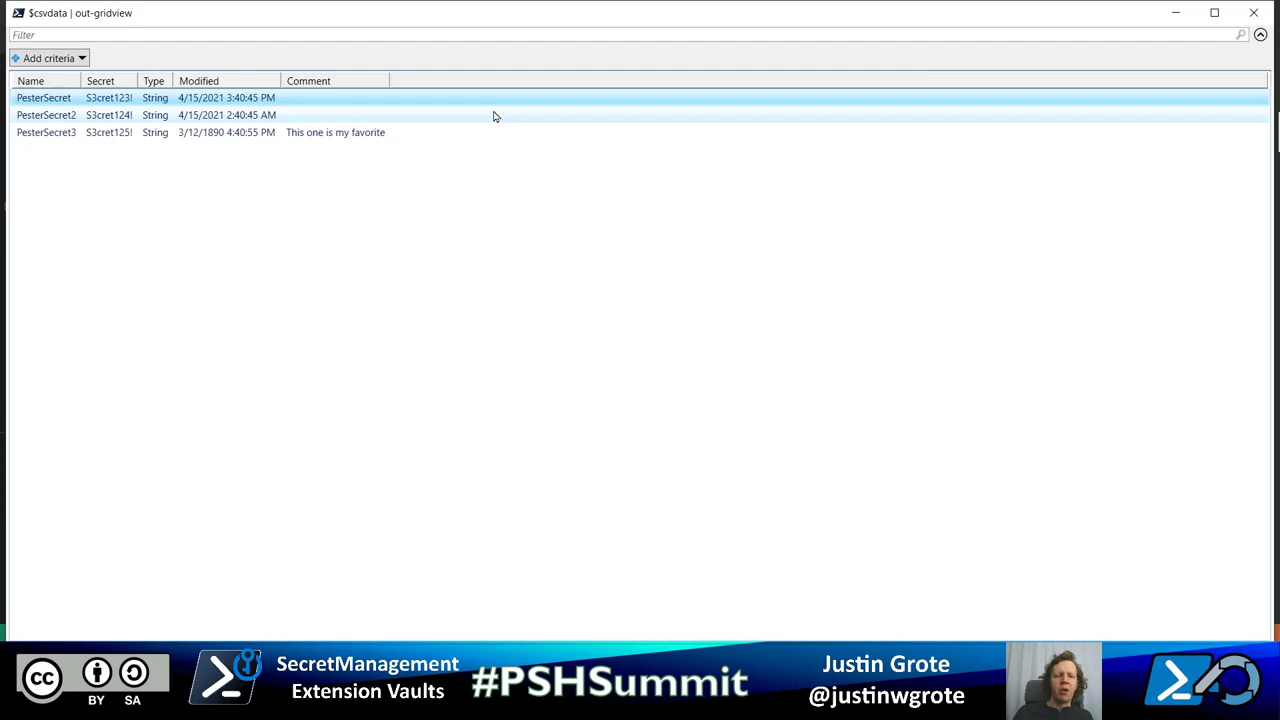 $csvdata | out-gridview
Filter
Add criteria
Name Secret Type Modified Comment
PesterSecret S3cret123! String 4/15/2021 3:40:45 PM
PesterSecret2 S3cret124! String 4/15/2021 2:40:45 AM
PesterSecret3 S3cret125! String 3/12/1890 4:40:55 PM This one is my favorite
cc BY SA
SecretManagement
Extension Vaults
#PSHSummit
Justin Grote
@justinwgrote